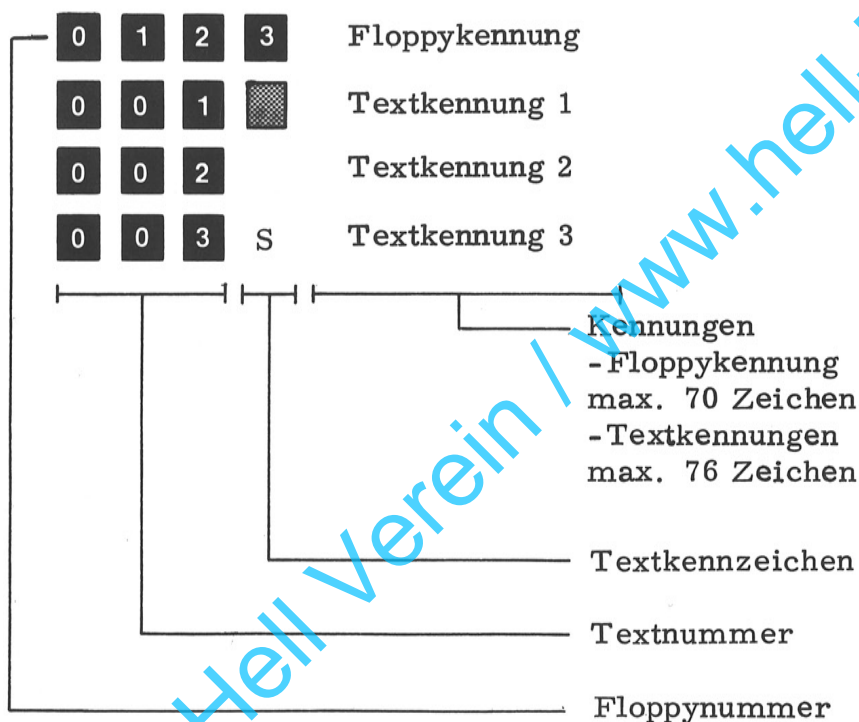 0 1 2 3 Floppykennung
0 0 1 Textkennung 1
0 0 2 Textkennung 2
0 0 3 S Textkennung 3
Kennungen
-Floppykennung
max. 70 Zeichen
-Textkennungen
max. 76 Zeichen
Textkennzeichen
Textnummer
Floppynummer
Hell Verein / www.hell